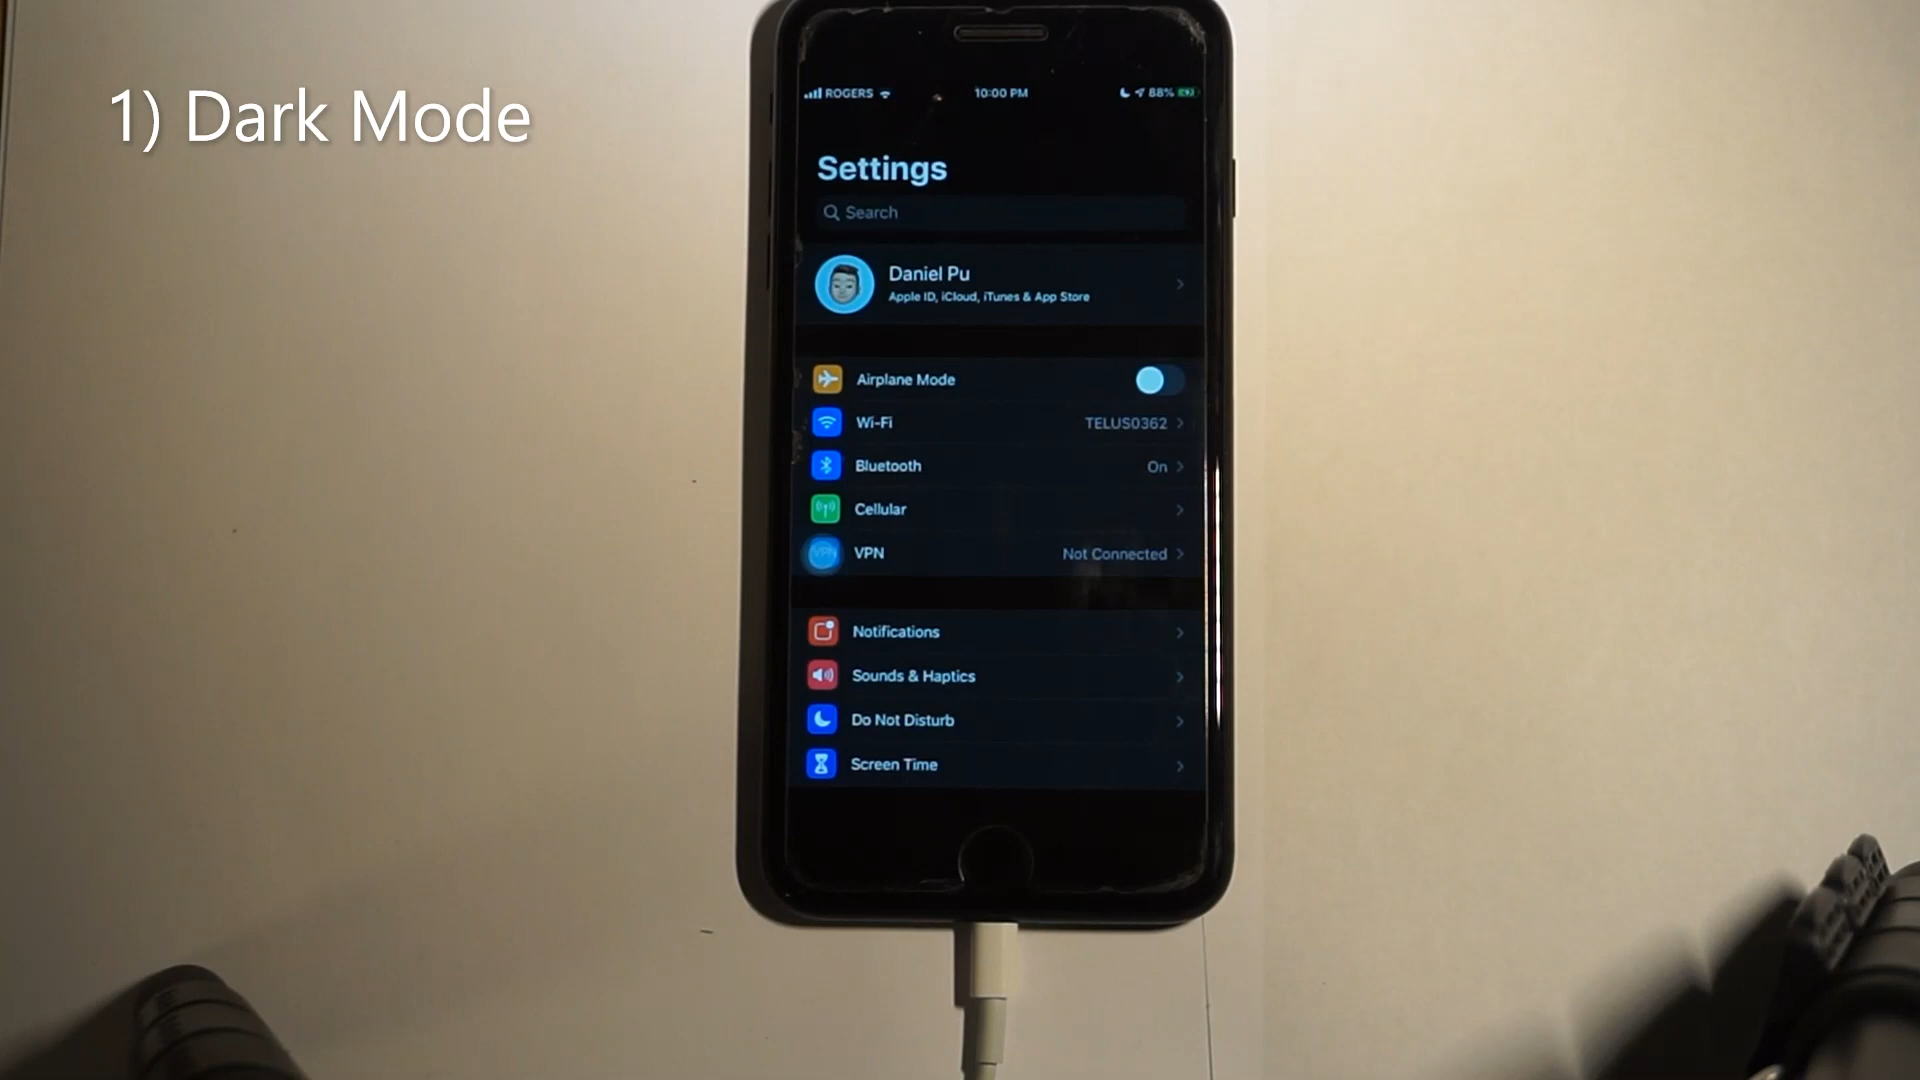 1) Dark Mode
ROGERS 10:00 PM 88%
Settings
Search
Daniel Pu
Apple ID, iCloud, iTunes & App Store
Airplane Mode
Wi-Fi TELUS0362
Bluetooth On
Cellular
VPN VPN Not Connected
Notifications
Sounds & Haptics
Do Not Disturb
Screen Time